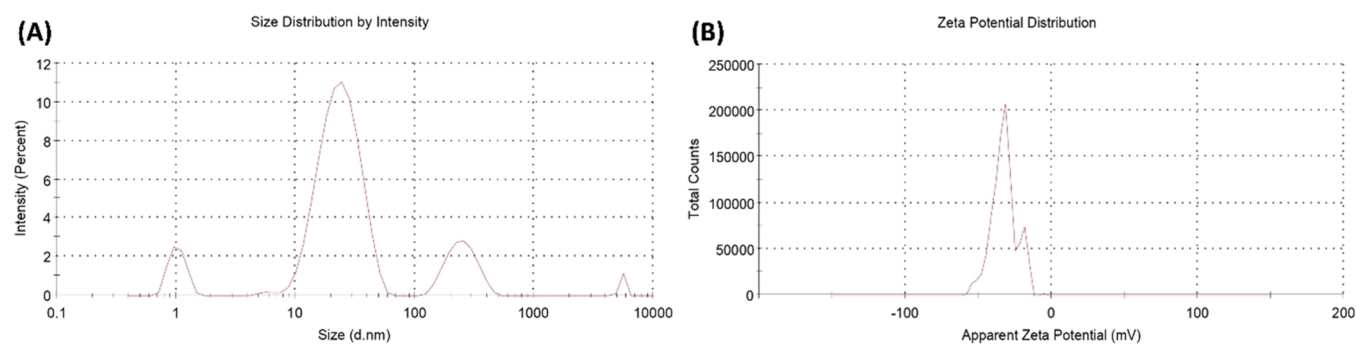 (A)
Size Distribution by Intensity
Intensity (Percent)
12
10
8
6
4
2
0
0.1 1 10 100 1000 10000
Size (d.nm)
(B)
Zeta Potential Distribution
Total Counts
250000
200000
150000
100000
50000
0
-100 0 100 200
Apparent Zeta Potential (mV)